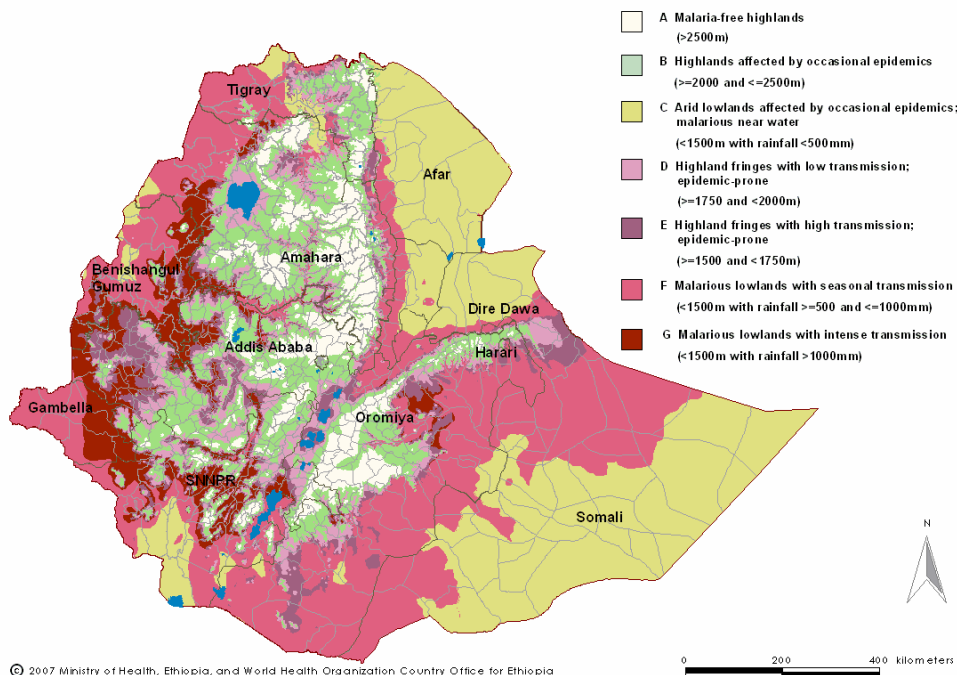 A Malaria-free highlands
(>2500m)
B Highlands affected by occasional epidemics
(>=2000 and <=2500m)
C Arid lowlands affected by occasional epidemics;
malarious near water
(<1500m with rainfall <500mm)
D Highland fringes with low transmission;
epidemic-prone
(>=1750 and <2000m)
E Highland fringes with high transmission;
epidemic-prone
(>=1500 and <1750m)
F Malarious lowlands with seasonal transmission
(<1500m with rainfall >=500 and <=1000mm)
G Malarious lowlands with intense transmission
(<1500m with rainfall >1000mm)
Tigray
Afar
Amahara
Benishangul
Gumuz
Dire Dawa
Addis Ababa
Harari
Gambella
Oromiya
SNNPR
Somali
N
0 200 400 kilometers
© 2007 Ministry of Health, Ethiopia, and World Health Organization Country Office for Ethiopia